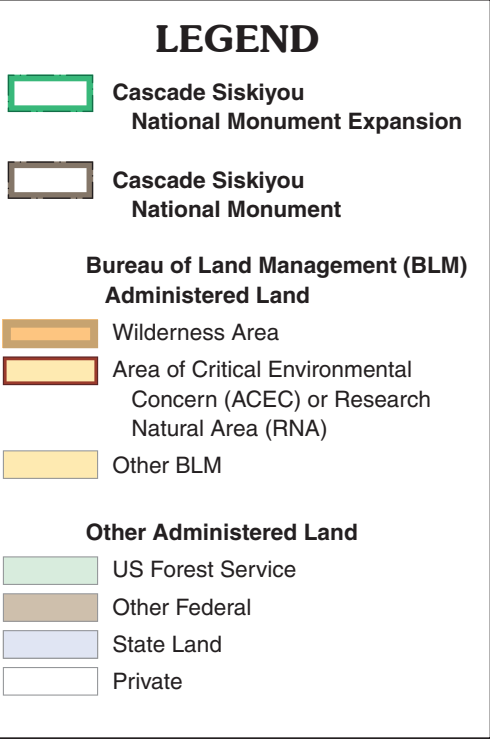 LEGEND
Cascade Siskiyou
National Monument Expansion
Cascade Siskiyou
National Monument
Bureau of Land Management (BLM)
Administered Land
Wilderness Area
Area of Critical Environmental
Concern (ACEC) or Research
Natural Area (RNA)
Other BLM
Other Administered Land
US Forest Service
Other Federal
State Land
Private